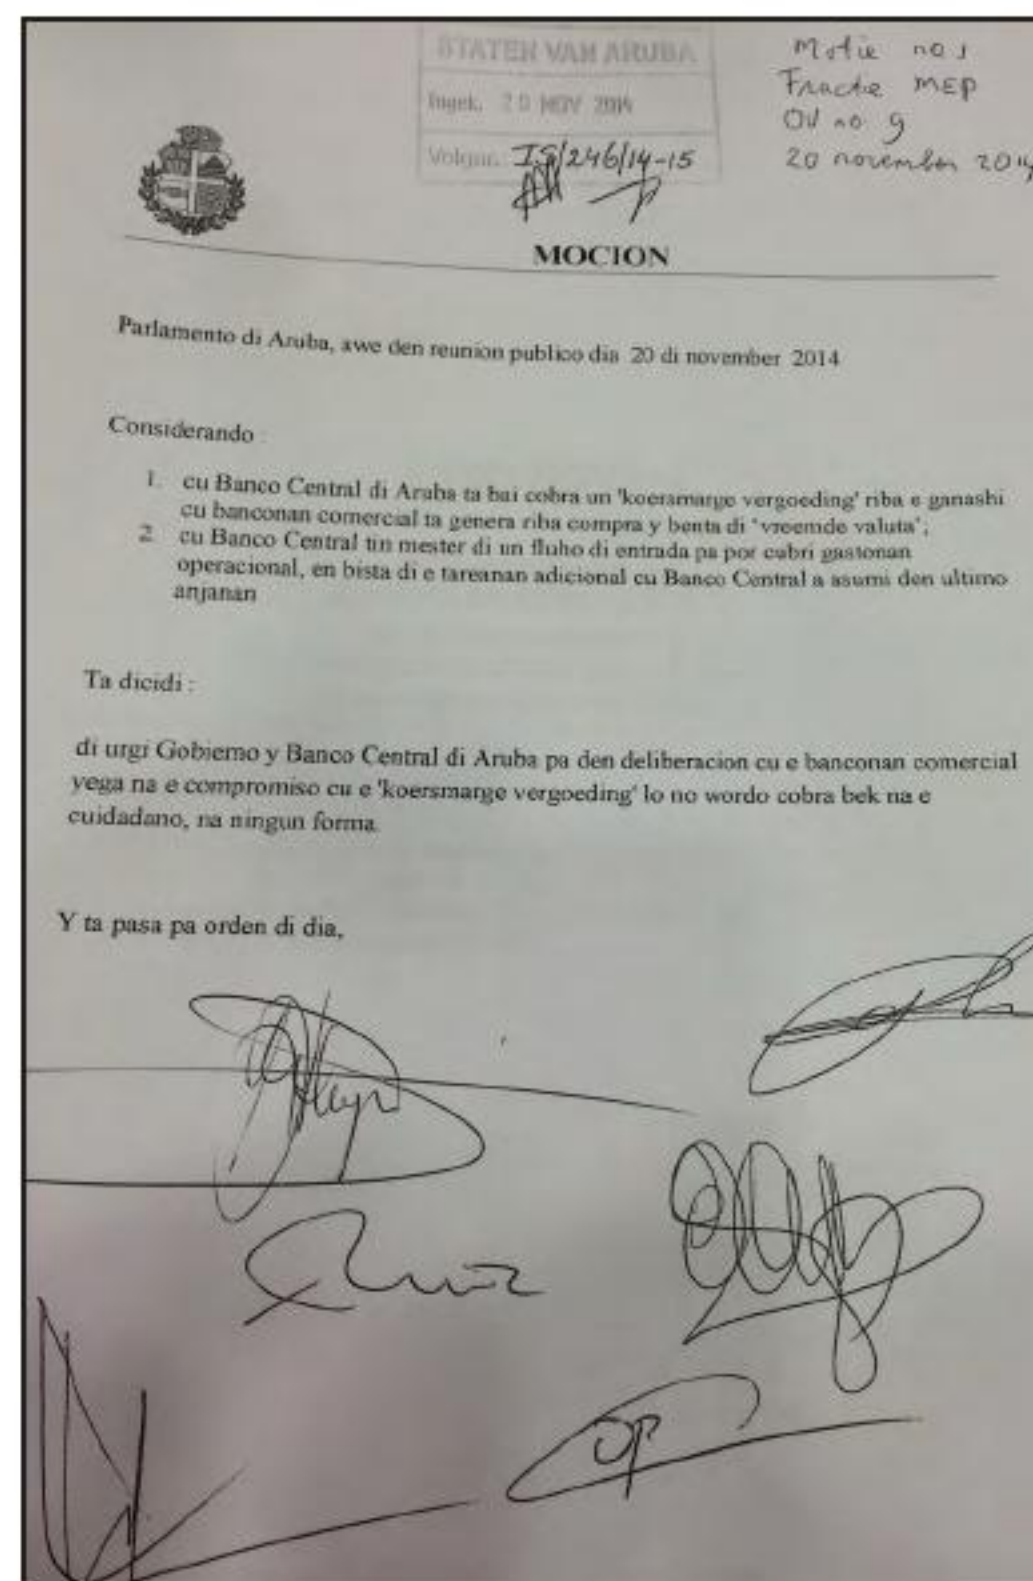 STATEN VAN ARUBA
Ingek. 20 NOV 2014
Volgnr. IS/246/14-15
Motie no 1
Fractie MEP
OV no 9
20 november 2014
MOCION
Parlamento di Aruba, awe den reunion publico dia 20 di november 2014
Considerando :
1. cu Banco Central di Aruba ta bai cobra un 'koersmarge vergoeding' riba e ganashi
cu banconan comercial ta genera riba compra y benta di 'vreemde valuta';
2. cu Banco Central tin mester di un fluho di entrada pa por cubri gastonan
operacional, en bista di e tareanan adicional cu Banco Central a asumi den ultimo
anjanan
Ta dicidi :
di urgi Gobierno y Banco Central di Aruba pa den deliberacion cu e banconan comercial
yega na e compromiso cu e 'koersmarge vergoeding' lo no wordo cobra bek na e
cuidadano, na ningun forma.
Y ta pasa pa orden di dia,